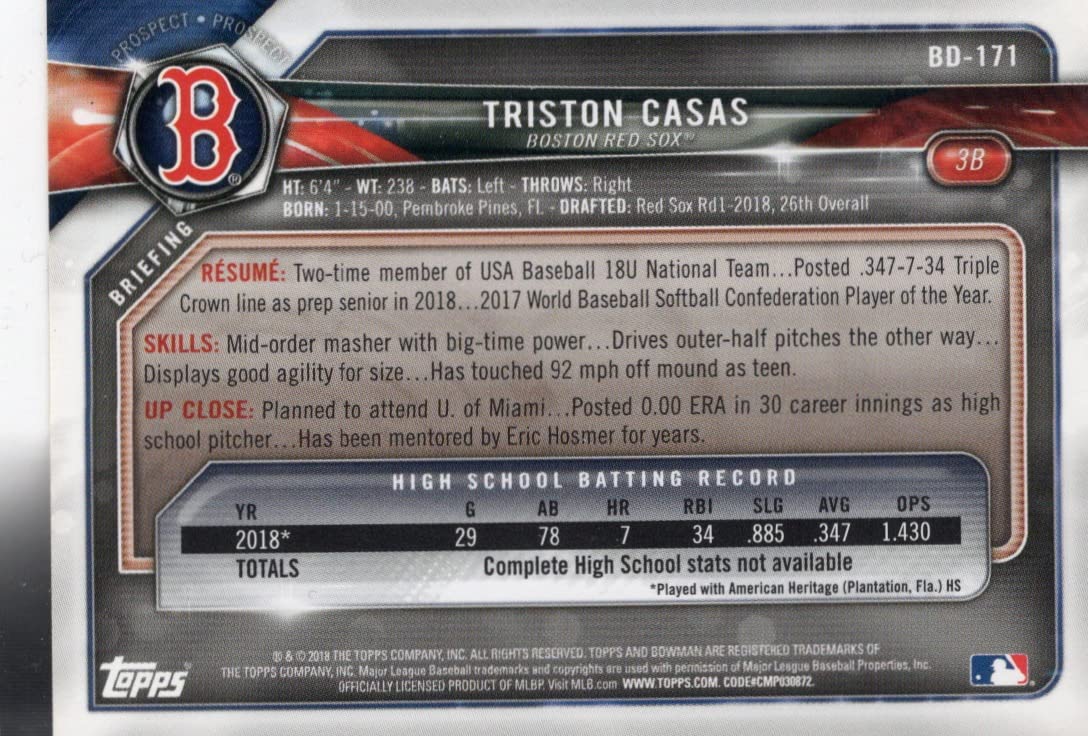 PROSPECT • PROSPECT
BD-171
B
TRISTON CASAS
BOSTON RED SOX™
3B
HT: 6'4" - WT: 238 - BATS: Left - THROWS: Right
BORN: 1-15-00, Pembroke Pines, FL - DRAFTED: Red Sox Rd1-2018, 26th Overall
BRIEFING
RÉSUMÉ: Two-time member of USA Baseball 18U National Team...Posted .347-7-34 Triple
Crown line as prep senior in 2018...2017 World Baseball Softball Confederation Player of the Year.
SKILLS: Mid-order masher with big-time power...Drives outer-half pitches the other way...
Displays good agility for size...Has touched 92 mph off mound as teen.
UP CLOSE: Planned to attend U. of Miami...Posted 0.00 ERA in 30 career innings as high
school pitcher...Has been mentored by Eric Hosmer for years.
HIGH SCHOOL BATTING RECORD
YR G AB HR RBI SLG AVG OPS
2018* 29 78 7 34 .885 .347 1.430
TOTALS Complete High School stats not available
*Played with American Heritage (Plantation, Fla.) HS
® & © 2018 THE TOPPS COMPANY, INC. ALL RIGHTS RESERVED. TOPPS AND BOWMAN ARE REGISTERED TRADEMARKS OF
THE TOPPS COMPANY, INC. Major League Baseball trademarks and copyrights are used with permission of Major League Baseball Properties, Inc.
OFFICIALLY LICENSED PRODUCT OF MLBP. Visit MLB.com WWW.TOPPS.COM. CODE#CMP030872.
topps®